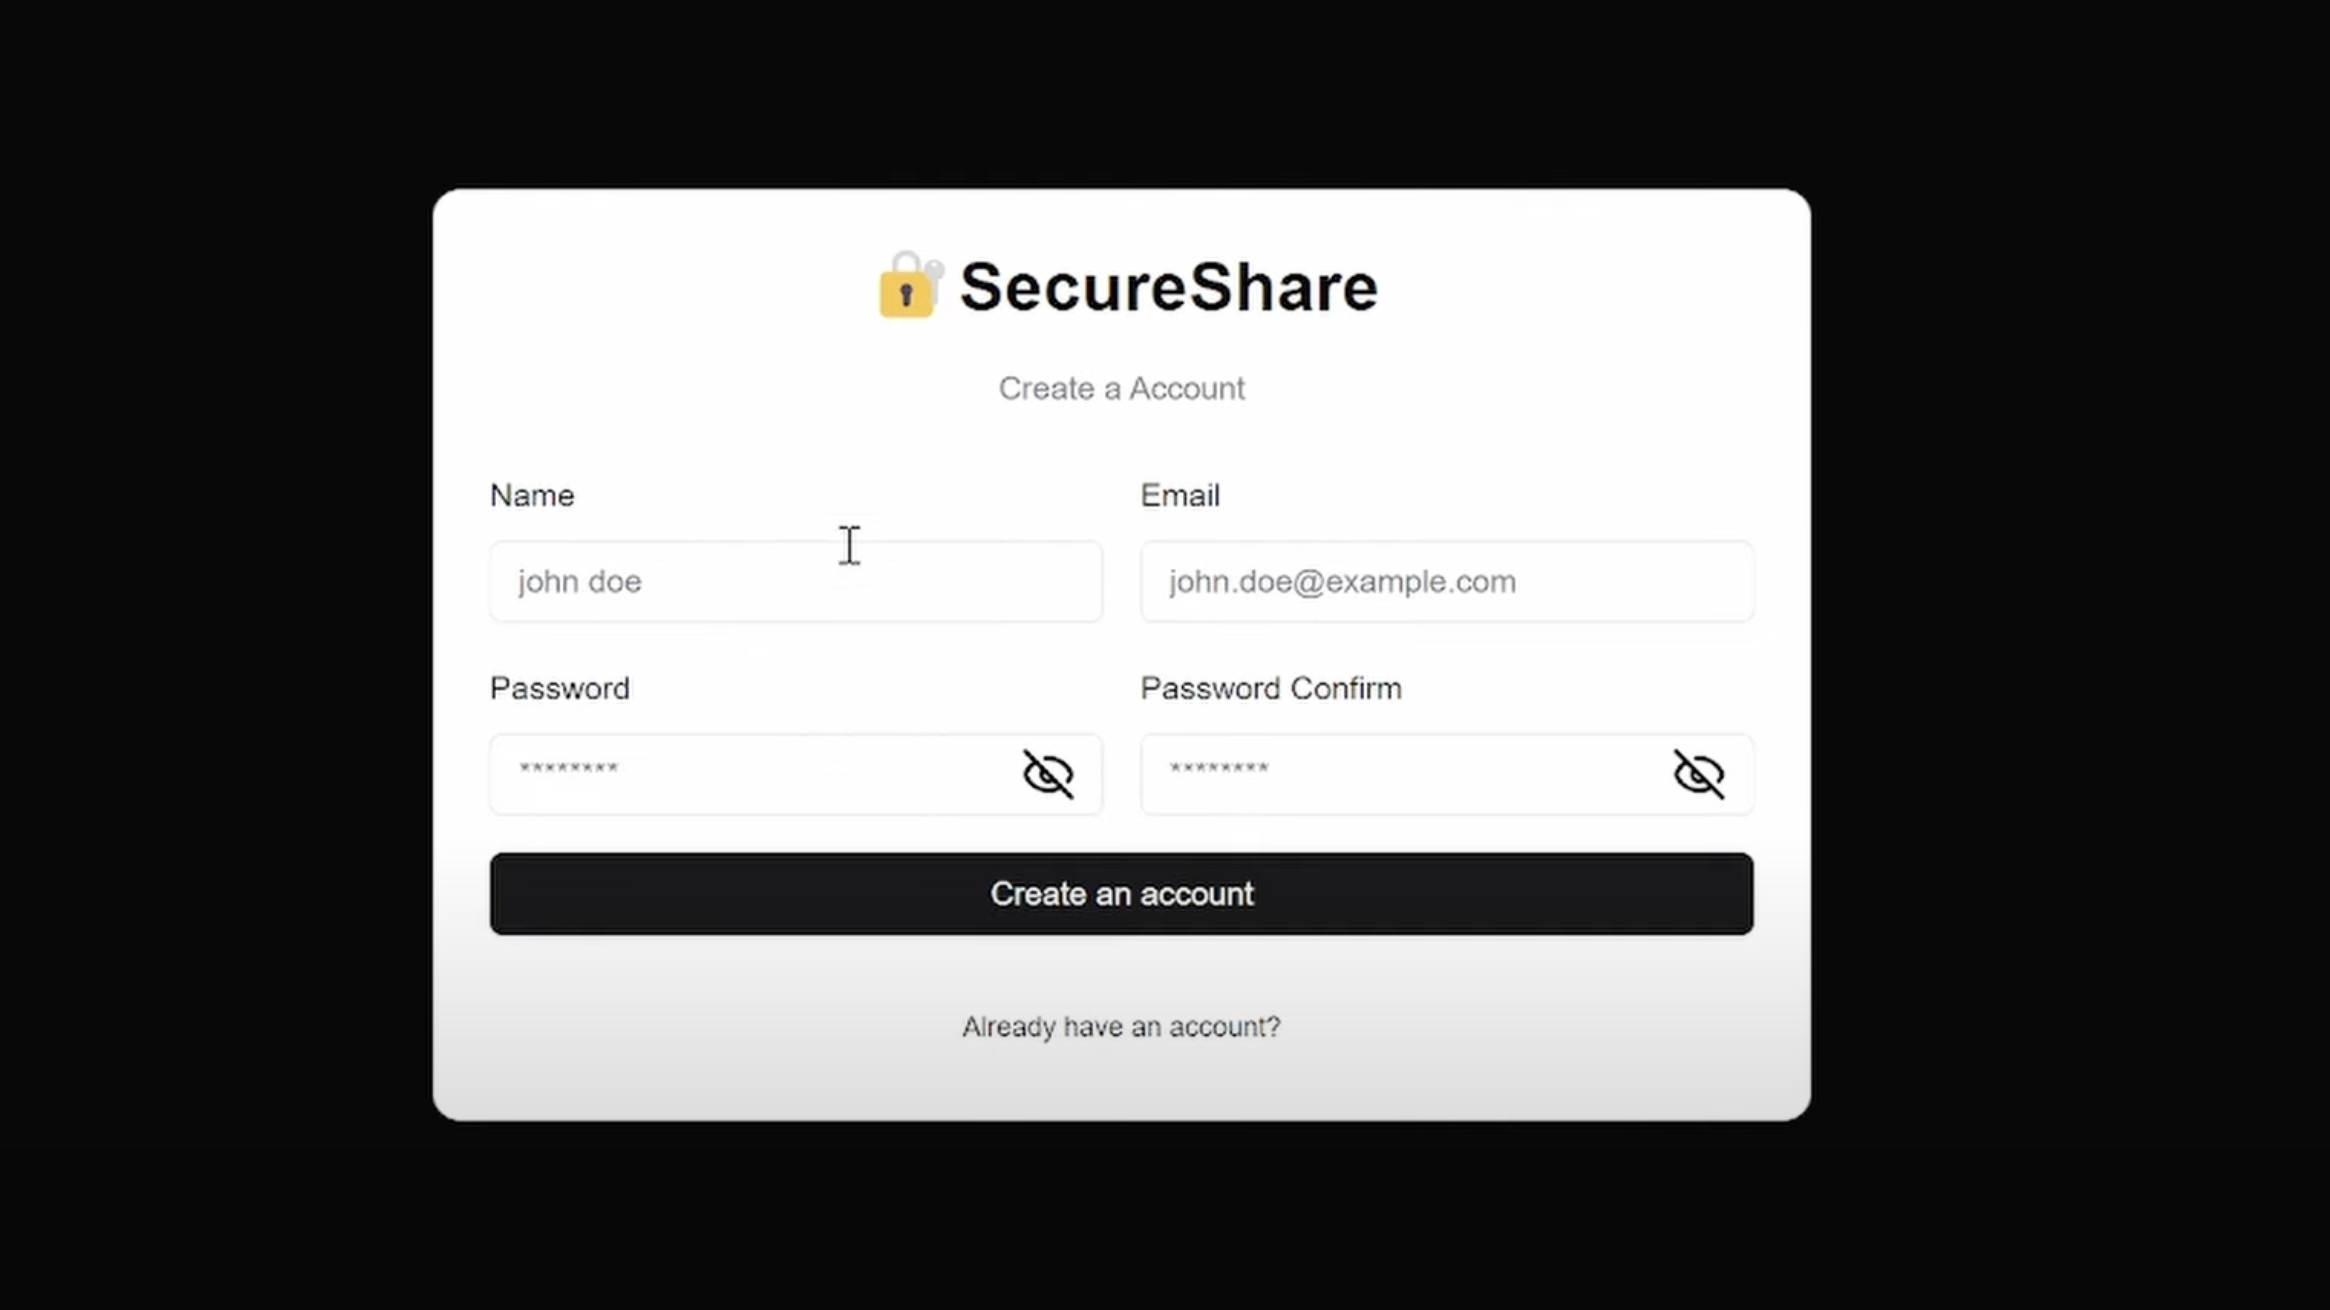 SecureShare
Create a Account
Name
Email
john doe
john.doe@example.com
Password
Password Confirm
********
********
Create an account
Already have an account?